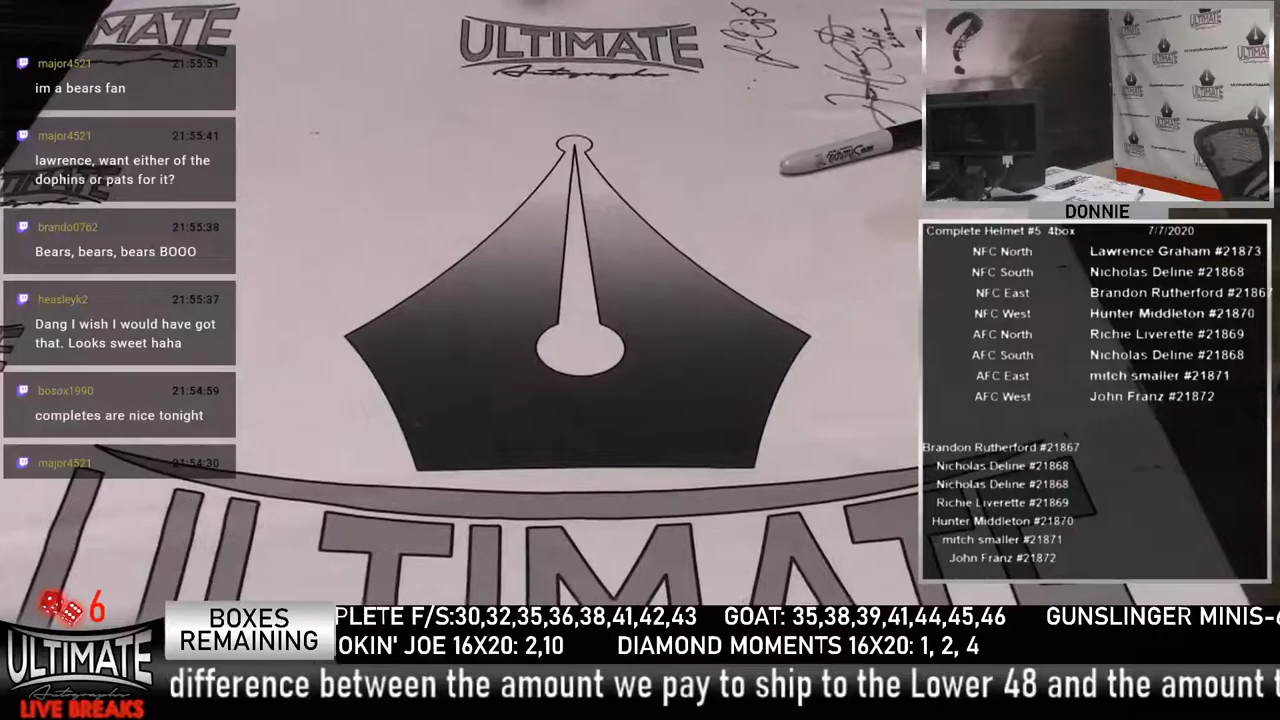 MATE
major4521 21:55:51
im a bears fan
major4521 21:55:41
lawrence, want either of the
dophins or pats for it?
brando0762 21:55:38
Bears, bears, bears BOOO
heasleyk2 21:55:37
Dang I wish I would have got
that. Looks sweet haha
bosox1990 21:54:59
completes are nice tonight
major4521 21:54:30
ULTIMATE
Autographs
Sharpie
ULTIMATE
?
ULTIMATE
DONNIE
Complete Helmet #5 4box 7/7/2020
NFC North Lawrence Graham #21873
NFC South Nicholas Deline #21868
NFC East Brandon Rutherford #2186
NFC West Hunter Middleton #21870
AFC North Richie Liverette #21869
AFC South Nicholas Deline #21868
AFC East mitch smaller #21871
AFC West John Franz #21872
Brandon Rutherford #21867
Nicholas Deline #21868
Nicholas Deline #21868
Richie Liverette #21869
Hunter Middleton #21870
mitch smaller #21871
John Franz #21872
6
ULTIMATE
Autographs
LIVE BREAKS
BOXES
REMAINING
PLETE F/S:30,32,35,36,38,41,42,43 GOAT: 35,38,39,41,44,45,46 GUNSLINGER MINIS-6
OKIN' JOE 16X20: 2,10 DIAMOND MOMENTS 16X20: 1, 2, 4
difference between the amount we pay to ship to the Lower 48 and the amount t